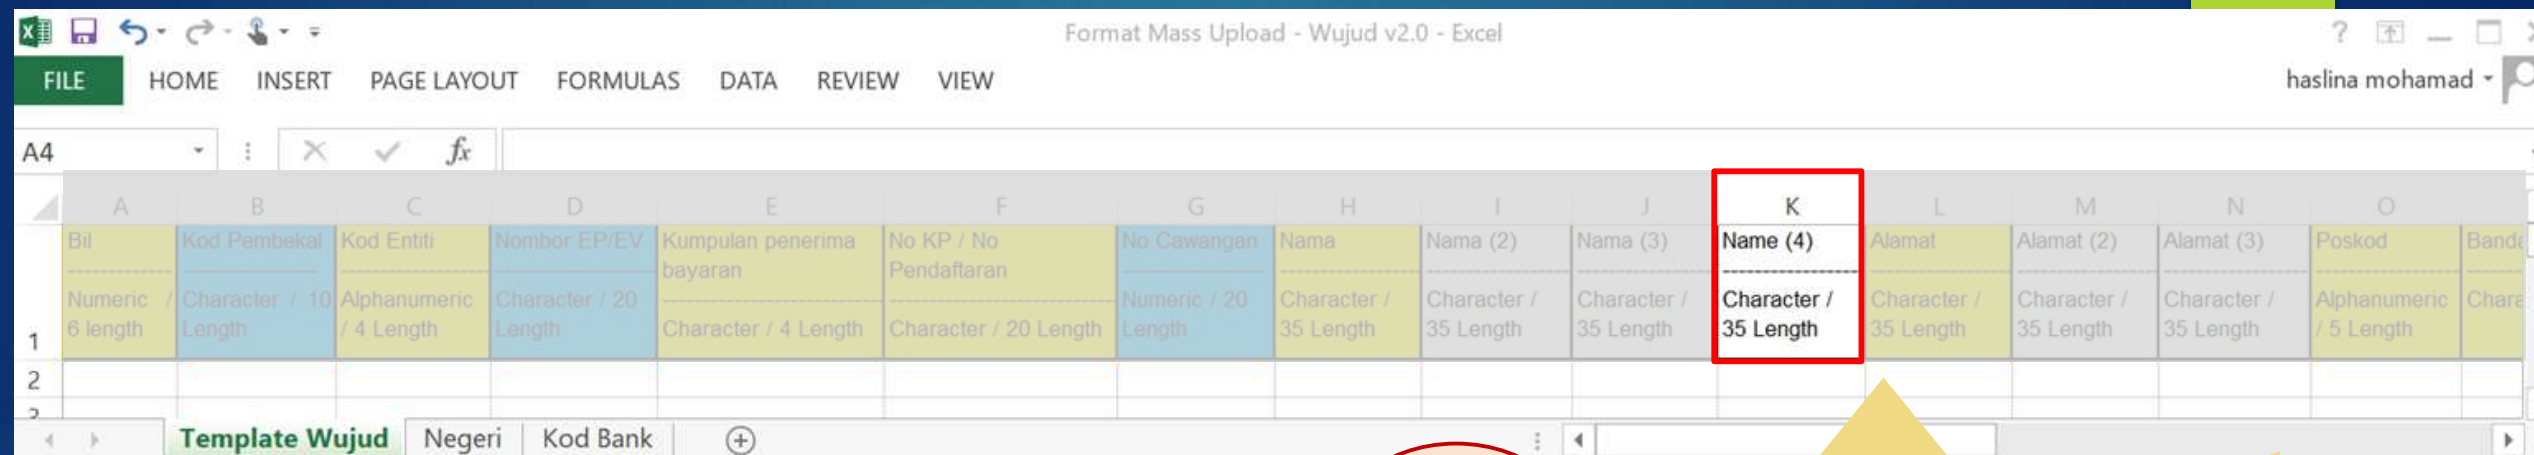 Format Mass Upload - Wujud v2.0 - Excel
?
FILE HOME INSERT PAGE LAYOUT FORMULAS DATA REVIEW VIEW
haslina mohamad
A4 fx
A B C D E F G H I J K L M N O
Bil Kod Pembekal Kod Entiti Nombor EP/EV Kumpulan penerima No KP / No No Cawangan Nama Nama (2) Nama (3) Name (4) Alamat Alamat (2) Alamat (3) Poskod
bayaran Pendaftaran
Numeric / Character / 10 Alphanumeric Character / 20 Numeric / 20 Character / Character / Character / Character / Character / Character / Character / Alphanumeric
1 6 length Length / 4 Length Length Character / 4 Length Character / 20 Length Length 35 Length 35 Length 35 Length 35 Length 35 Length 35 Length 35 Length / 5 Length
2
Template Wujud Negeri Kod Bank